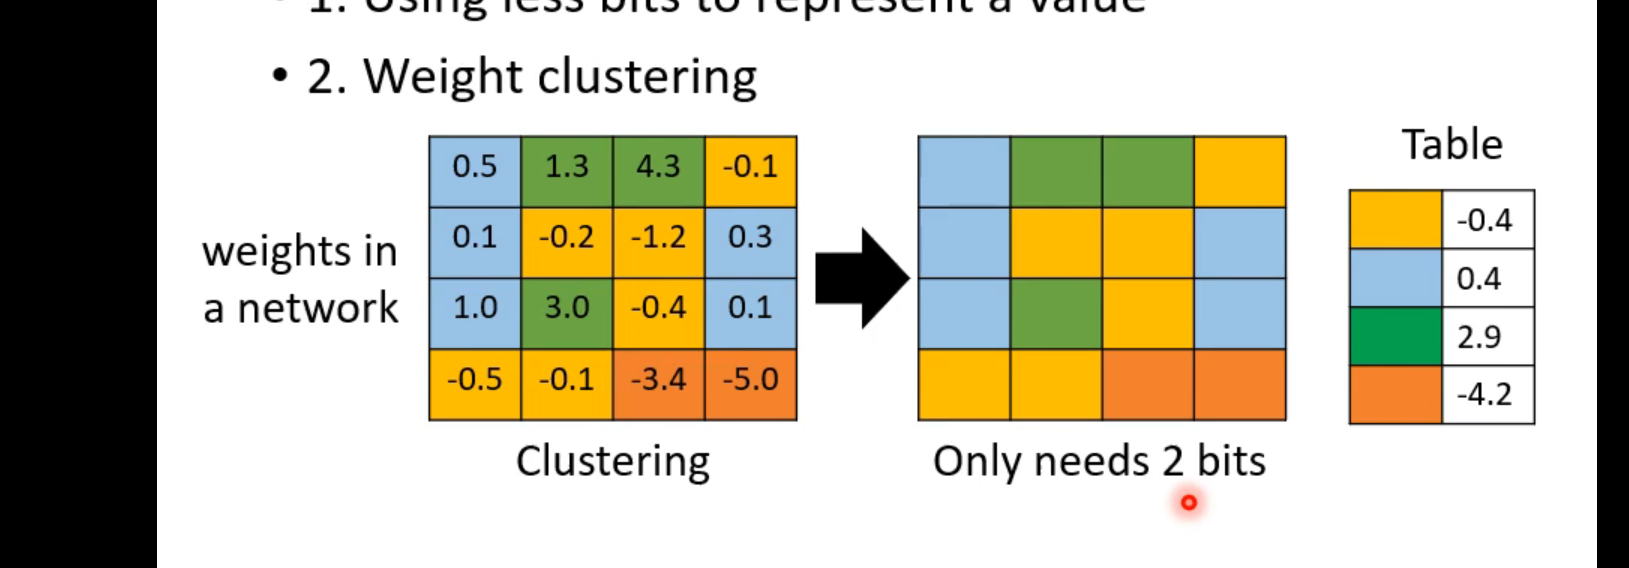 • 1. Using less bits to represent a value
• 2. Weight clustering
Table
weights in
a network
0.5 1.3 4.3 -0.1
0.1 -0.2 -1.2 0.3
1.0 3.0 -0.4 0.1
-0.5 -0.1 -3.4 -5.0
-0.4
0.4
2.9
-4.2
Clustering
Only needs 2 bits